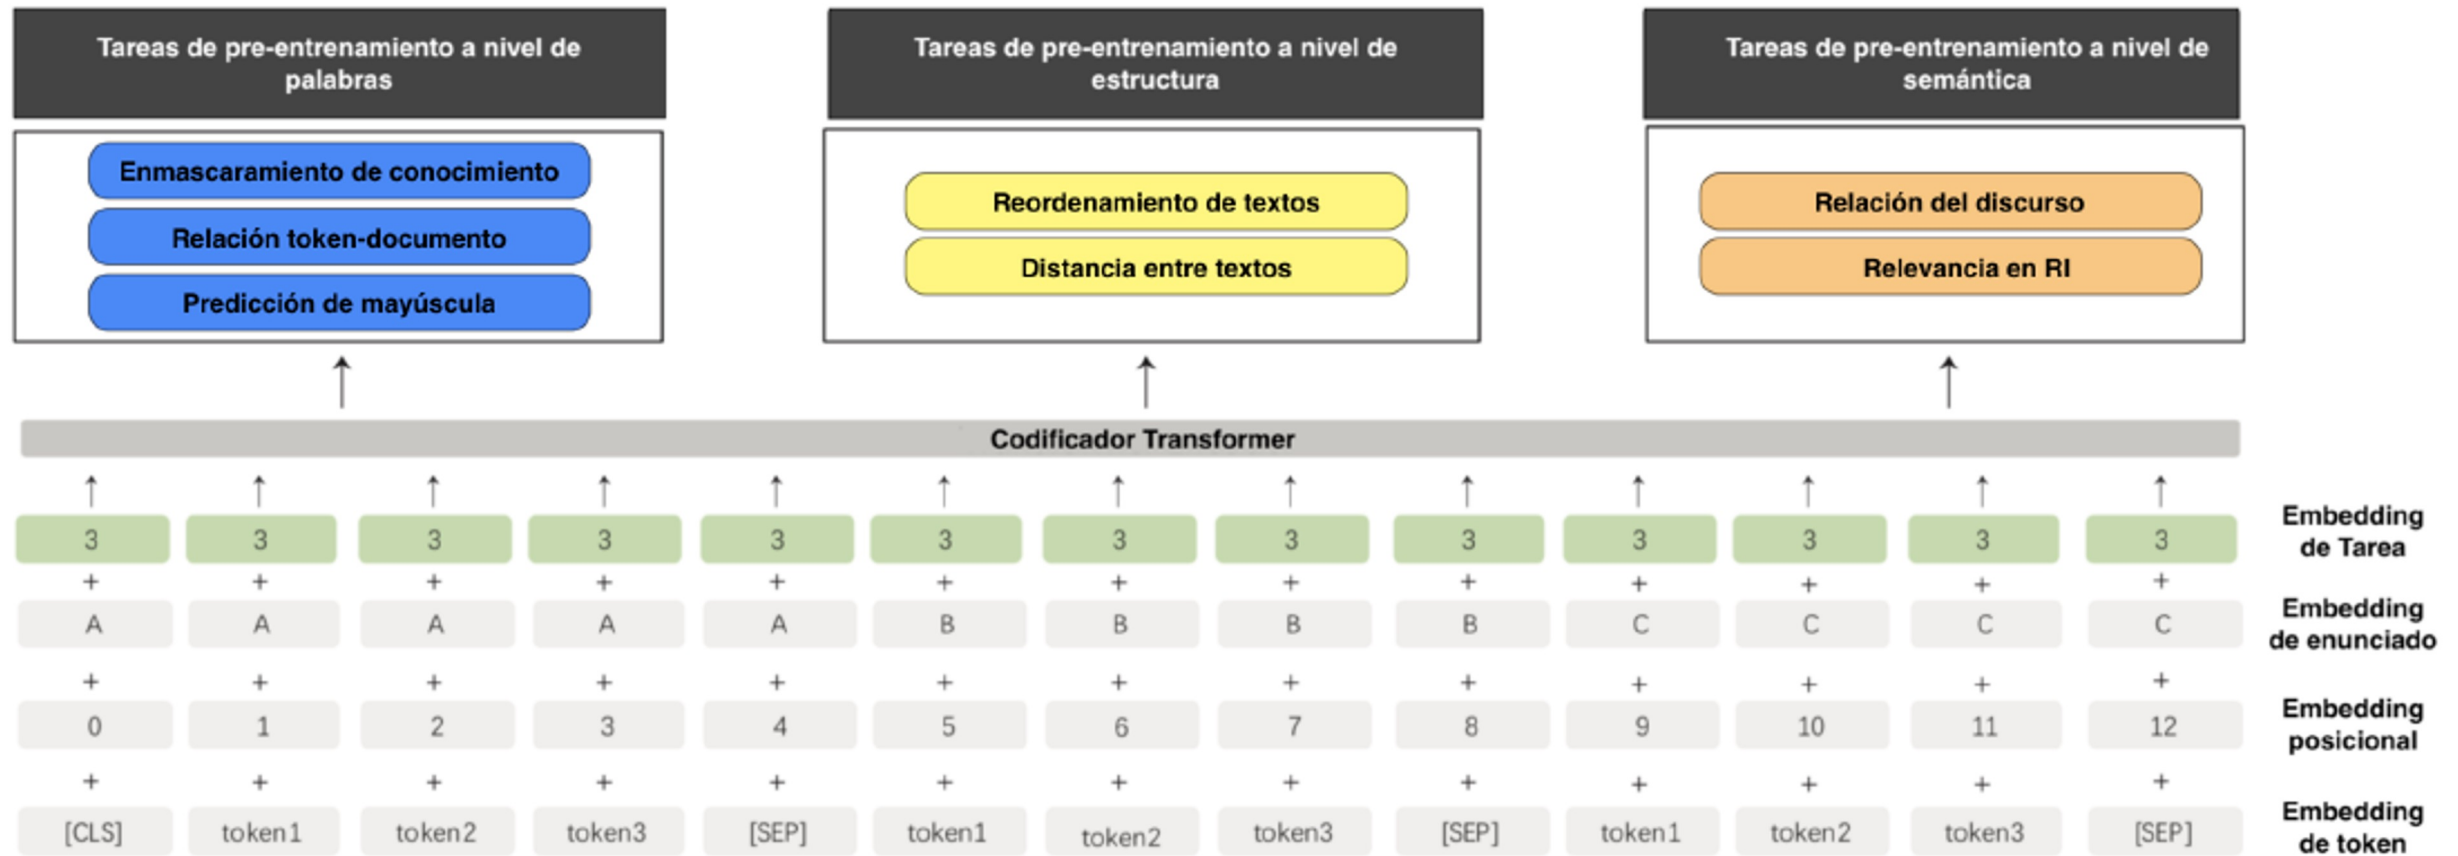 Tareas de pre-entrenamiento a nivel de
palabras
Tareas de pre-entrenamiento a nivel de
estructura
Tareas de pre-entrenamiento a nivel de
semántica
Enmascaramiento de conocimiento
Relación token-documento
Predicción de mayúscula
Reordenamiento de textos
Distancia entre textos
Relación del discurso
Relevancia en RI
Codificador Transformer
3 3 3 3 3 3 3 3 3 3 3 3 3
Embedding
de Tarea
+ + + + + + + + + + + + +
A A A A A B B B B C C C C
Embedding
de enunciado
+ + + + + + + + + + + + +
0 1 2 3 4 5 6 7 8 9 10 11 12
Embedding
posicional
+ + + + + + + + + + + + +
[CLS] token1 token2 token3 [SEP] token1 token2 token3 [SEP] token1 token2 token3 [SEP]
Embedding
de token